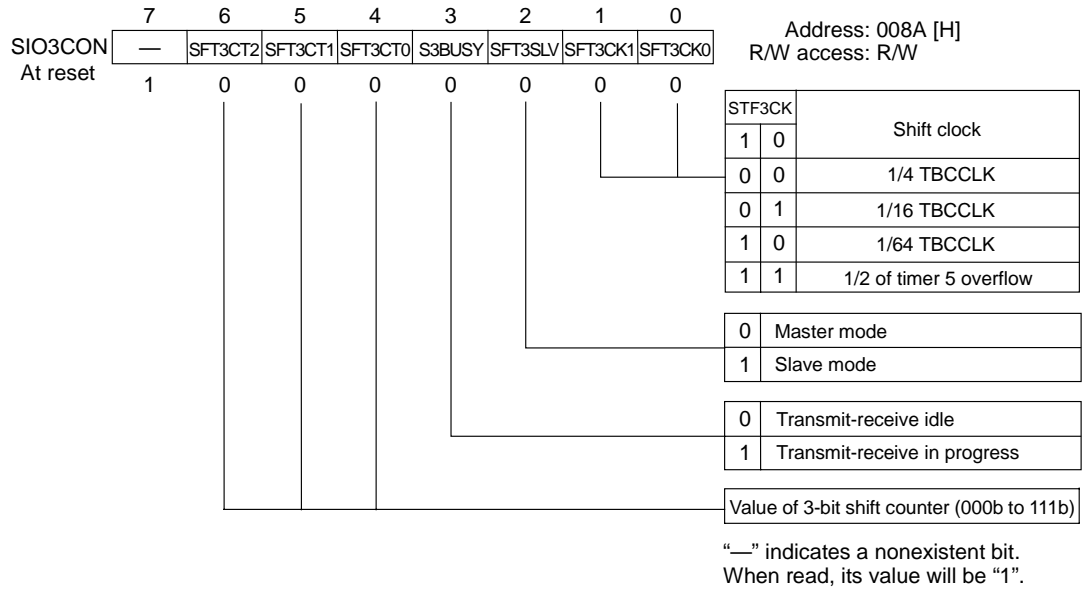 7 6 5 4 3 2 1 0
SIO3CON — SFT3CT2 SFT3CT1 SFT3CT0 S3BUSY SFT3SLV SFT3CK1 SFT3CK0
At reset 1 0 0 0 0 0 0 0
Address: 008A [H]
R/W access: R/W
STF3CK Shift clock
1 0
0 0 1/4 TBCCLK
0 1 1/16 TBCCLK
1 0 1/64 TBCCLK
1 1 1/2 of timer 5 overflow
0 Master mode
1 Slave mode
0 Transmit-receive idle
1 Transmit-receive in progress
Value of 3-bit shift counter (000b to 111b)
“—” indicates a nonexistent bit.
When read, its value will be “1”.